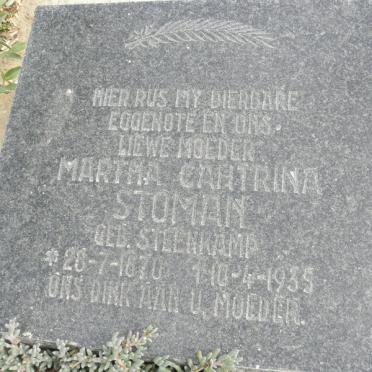 HIER RUS MY DIERBARE
EGGENOTE EN ONS
LIEWE MOEDER
MARTHA CARTRINA
STOMAN
GEB. STEENKAMP
* 28-7-1870 †10-4-1935
ONS DINK AAN U, MOEDER.